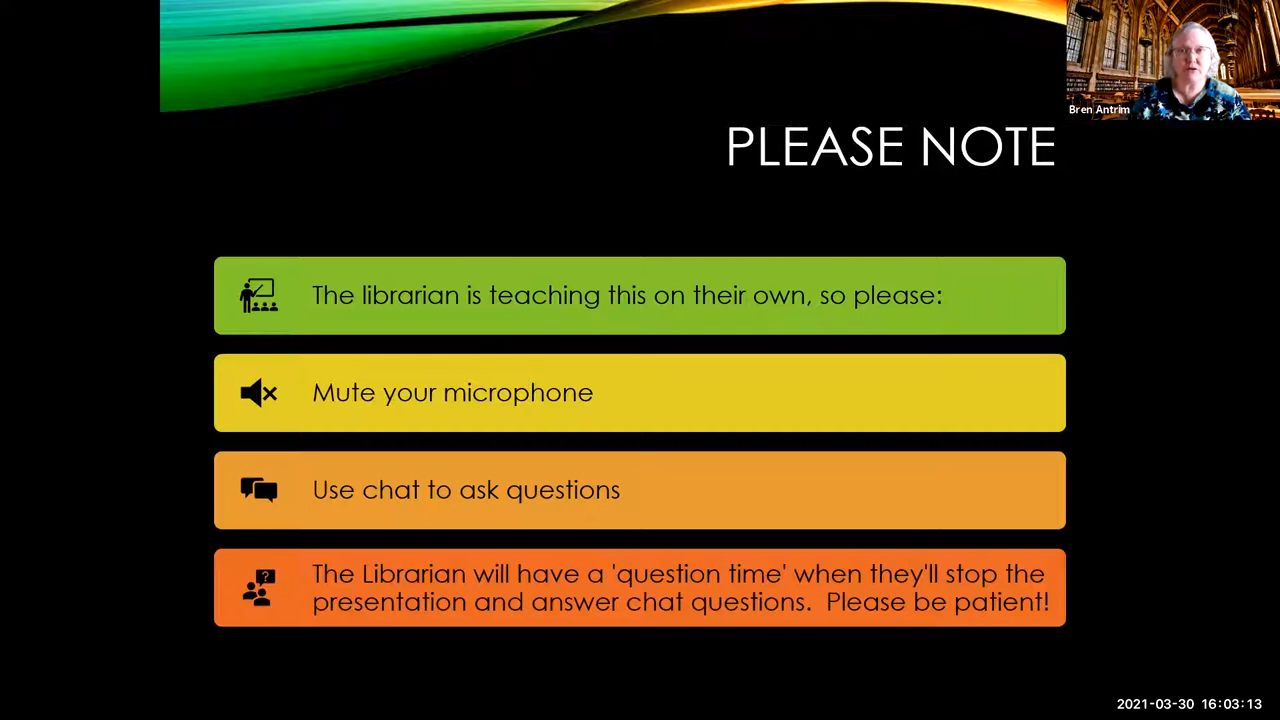 Bren Antrim
PLEASE NOTE
The librarian is teaching this on their own, so please:
Mute your microphone
Use chat to ask questions
?
The Librarian will have a 'question time' when they'll stop the
presentation and answer chat questions.  Please be patient!
2021-03-30 16:03:13